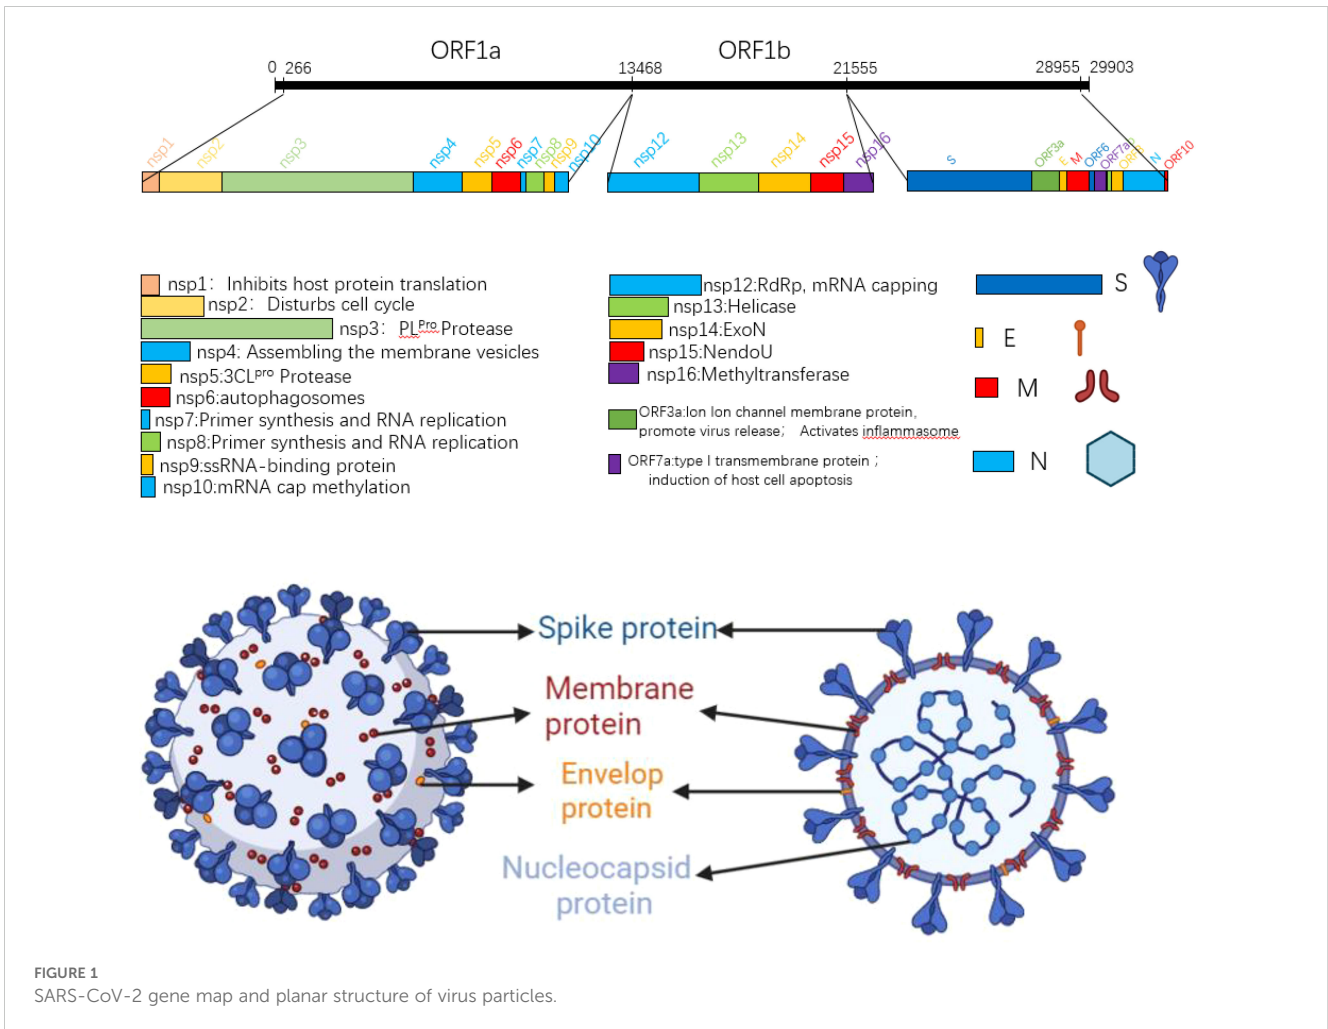 ORF1a ORF1b
0 266 13468 21555 28955 29903
nsp1 nsp2 nsp3 nsp4 nsp5 nsp6 nsp7 nsp8 nsp9 nsp10 nsp12 nsp13 nsp14 nsp15 nsp16 S ORF3a E M ORF6 ORF7a N ORF10
nsp1: Inhibits host protein translation
nsp2: Disturbs cell cycle
nsp3: PLPro Protease
nsp4: Assembling the membrane vesicles
nsp5:3CLpro Protease
nsp6:autophagosomes
nsp7:Primer synthesis and RNA replication
nsp8:Primer synthesis and RNA replication
nsp9:ssRNA-binding protein
nsp10:mRNA cap methylation
nsp12:RdRp, mRNA capping
nsp13:Helicase
nsp14:ExoN
nsp15:NendoU
nsp16:Methyltransferase
ORF3a:Ion Ion channel membrane protein,
promote virus release; Activates inflammasome
ORF7a:type I transmembrane protein ;
induction of host cell apoptosis
S
E
M
N
Spike protein
Membrane
protein
Envelop
protein
Nucleocapsid
protein
FIGURE 1
SARS-CoV-2 gene map and planar structure of virus particles.